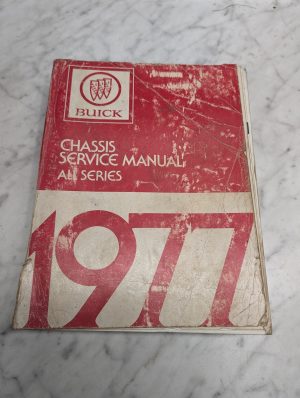 BUICK
CHASSIS
SERVICE MANUAL
ALL SERIES
1977